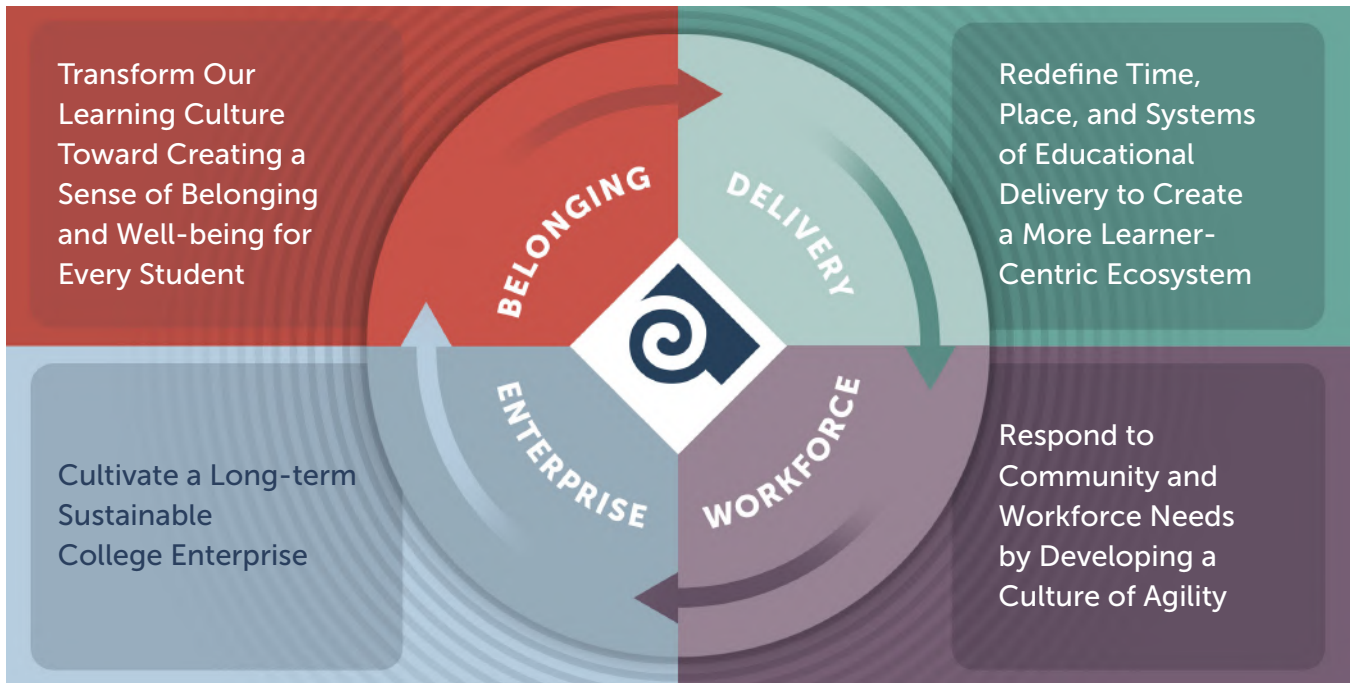 Transform Our
Learning Culture
Toward Creating a
Sense of Belonging
and Well-being for
Every Student
Redefine Time,
Place, and Systems
of Educational
Delivery to Create
a More Learner-
Centric Ecosystem
BELONGING
DELIVERY
ENTERPRISE
WORKFORCE
Cultivate a Long-term
Sustainable
College Enterprise
Respond to
Community and
Workforce Needs
by Developing a
Culture of Agility